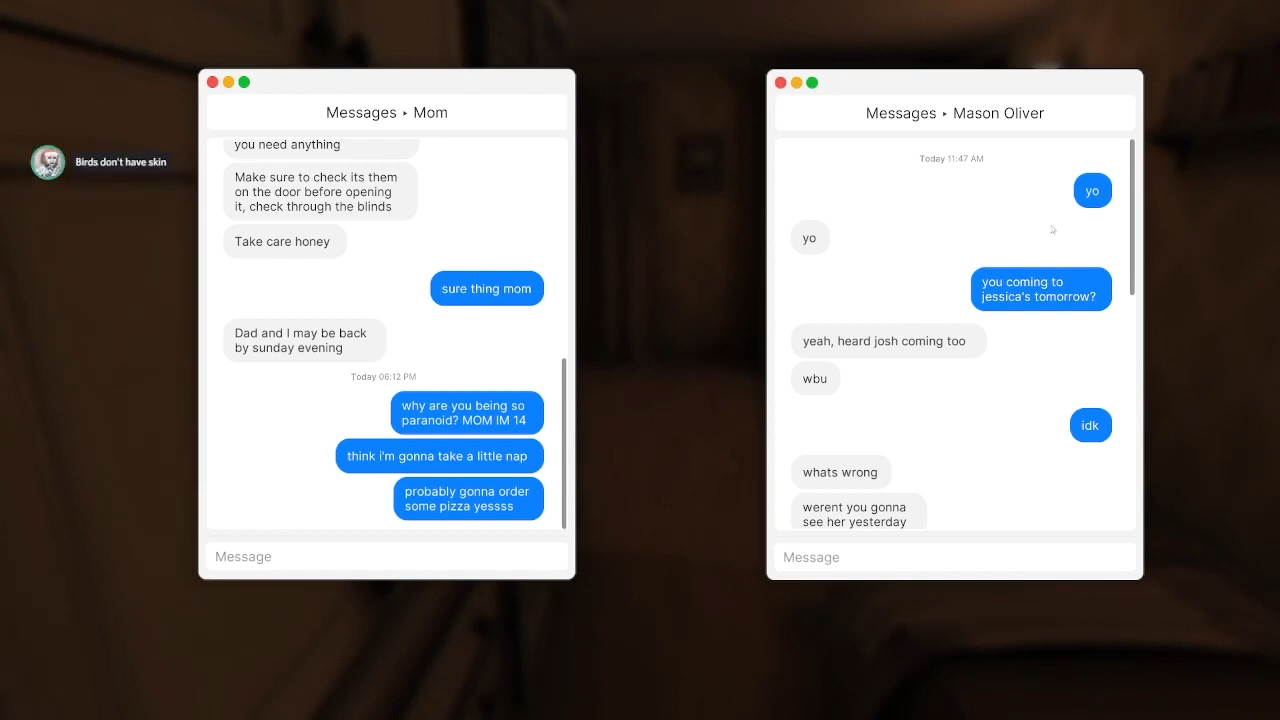 Birds don't have skin
Messages ▸ Mom
you need anything
Make sure to check its them
on the door before opening
it, check through the blinds
Take care honey
sure thing mom
Dad and I may be back
by sunday evening
Today 06:12 PM
why are you being so
paranoid? MOM IM 14
think i'm gonna take a little nap
probably gonna order
some pizza yessss
Message
Messages ▸ Mason Oliver
Today 11:47 AM
yo
yo
you coming to
jessica's tomorrow?
yeah, heard josh coming too
wbu
idk
whats wrong
werent you gonna
see her yesterday
Message